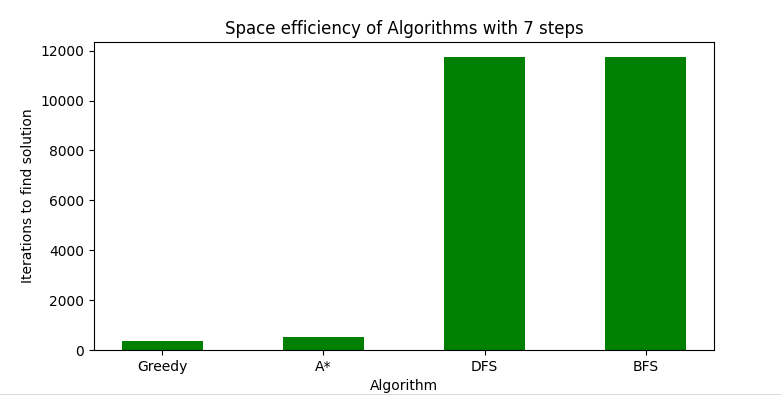 Space efficiency of Algorithms with 7 steps
12000
10000
8000
6000
4000
2000
0
Iterations to find solution
Greedy
A*
DFS
BFS
Algorithm